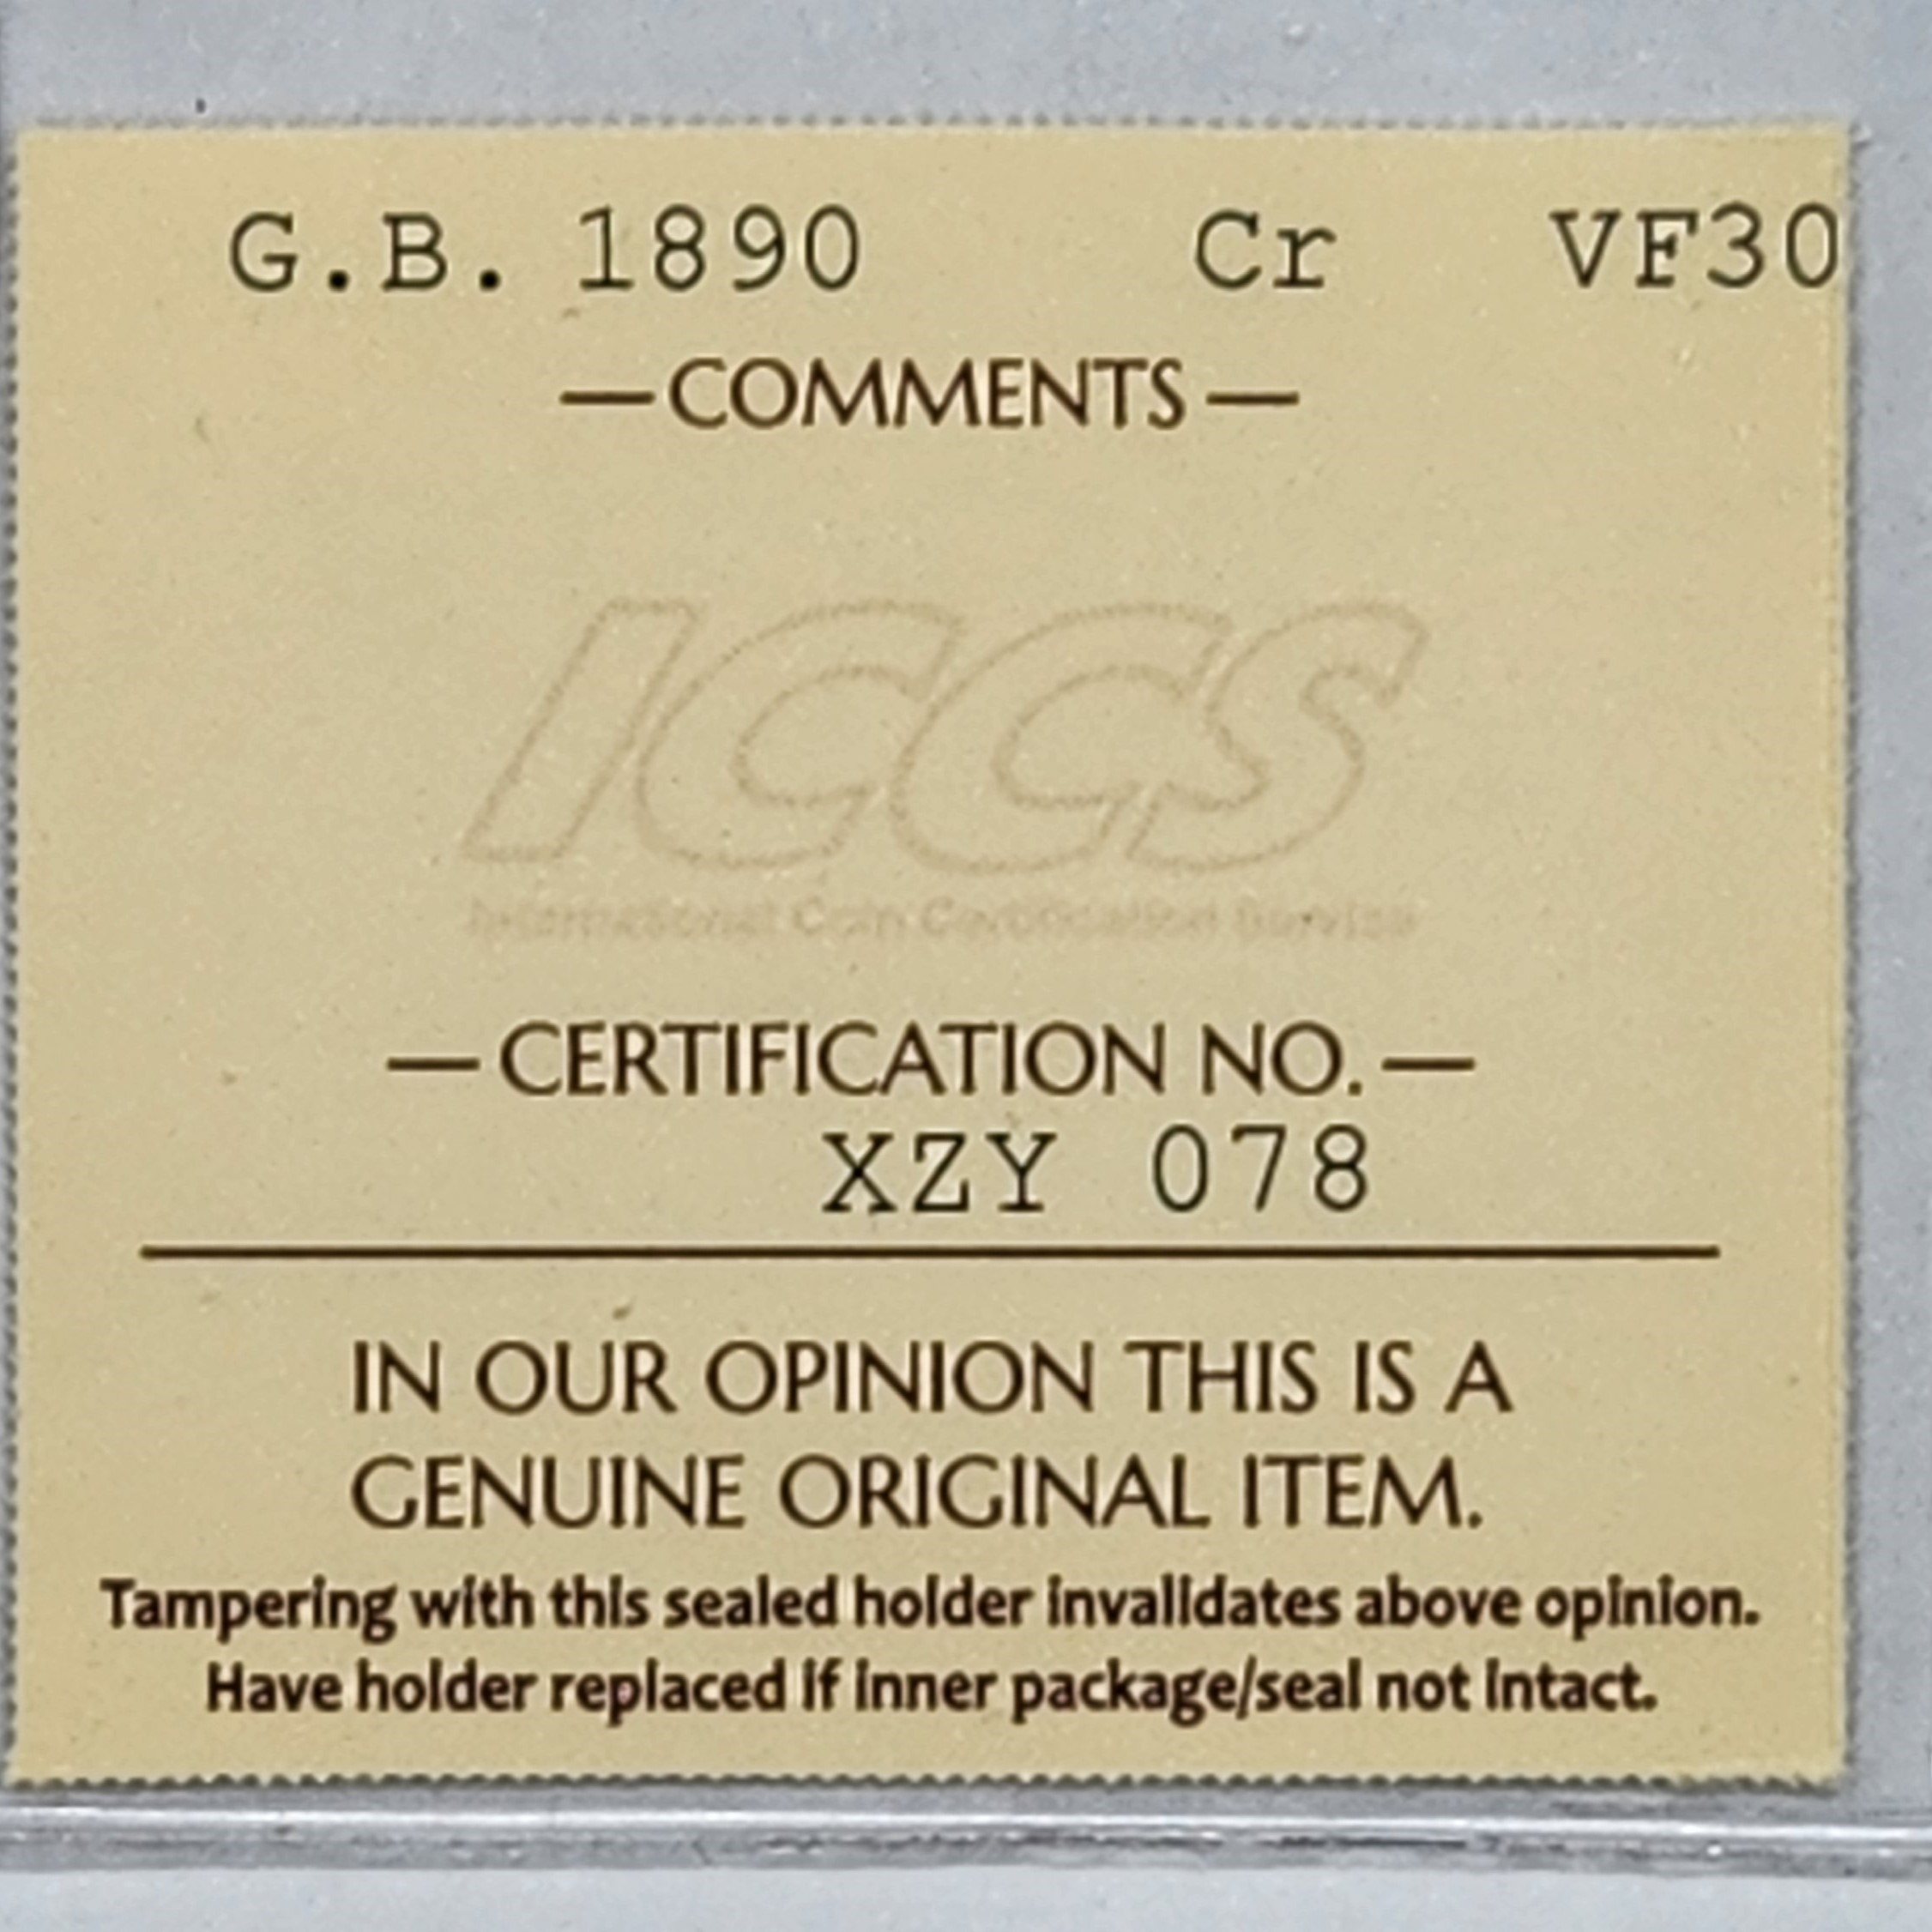 G.B. 1890 Cr VF30
—COMMENTS—
ICCS
International Coin Certification Service
—CERTIFICATION NO.—
XZY 078
IN OUR OPINION THIS IS A
GENUINE ORIGINAL ITEM.
Tampering with this sealed holder invalidates above opinion.
Have holder replaced if inner package/seal not intact.